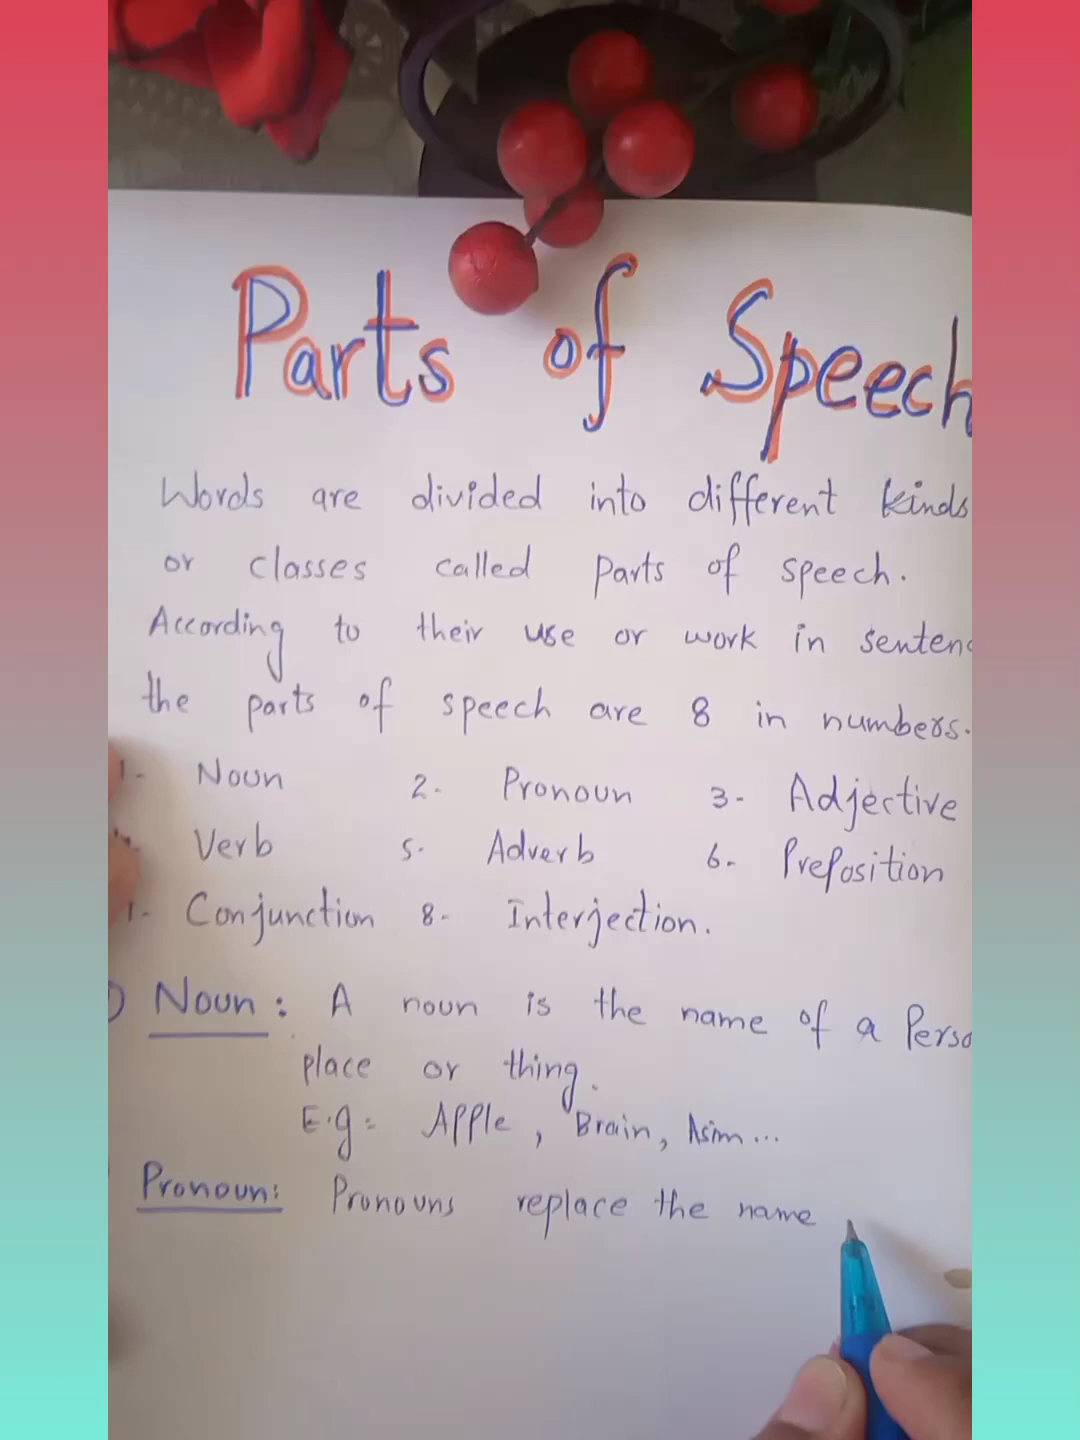 Parts of Speech
Words are divided into different kinds
or classes called parts of speech.
According to their use or work in sentenc
the parts of speech are 8 in numbers.
1- Noun 2- Pronoun 3- Adjective
Verb 5- Adverb 6- Preposition
Conjunction 8- Interjection.
Noun: A noun is the name of a Perso
place or thing.
E.g= Apple, Brain, Asim...
Pronoun: Pronouns replace the name